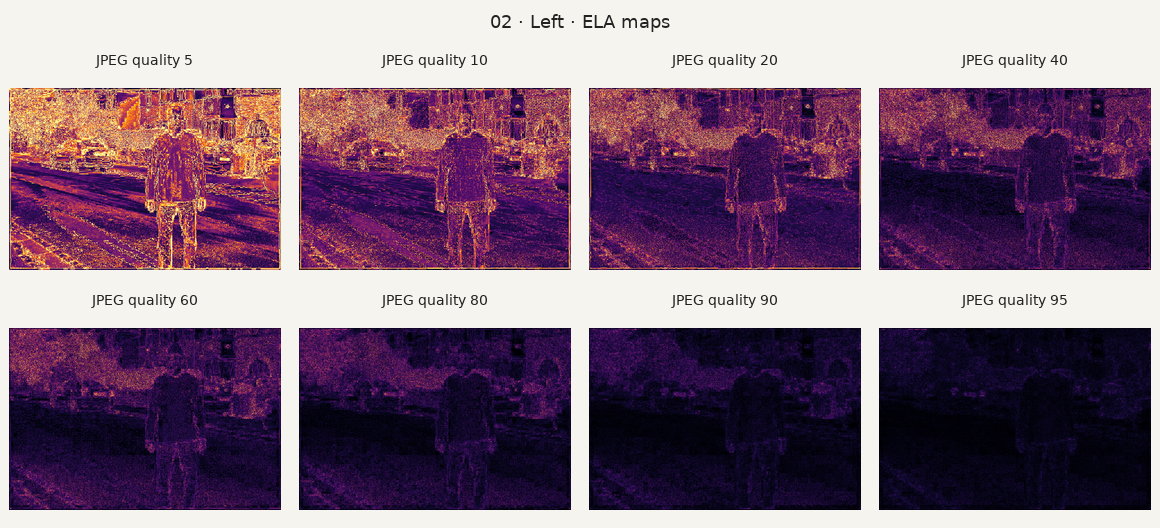 02 · Left · ELA maps
JPEG quality 5
JPEG quality 10
JPEG quality 20
JPEG quality 40
JPEG quality 60
JPEG quality 80
JPEG quality 90
JPEG quality 95